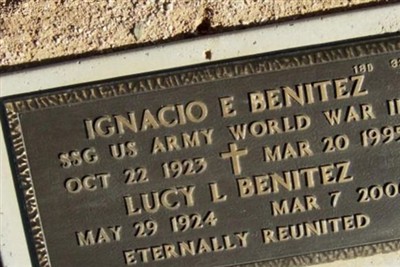 IGNACIO E BENITEZ
SSG US ARMY WORLD WAR II
OCT 22 1923 MAR 20 1995
LUCY L BENITEZ
MAY 29 1924 MAR 7
ETERNALLY REUNITED